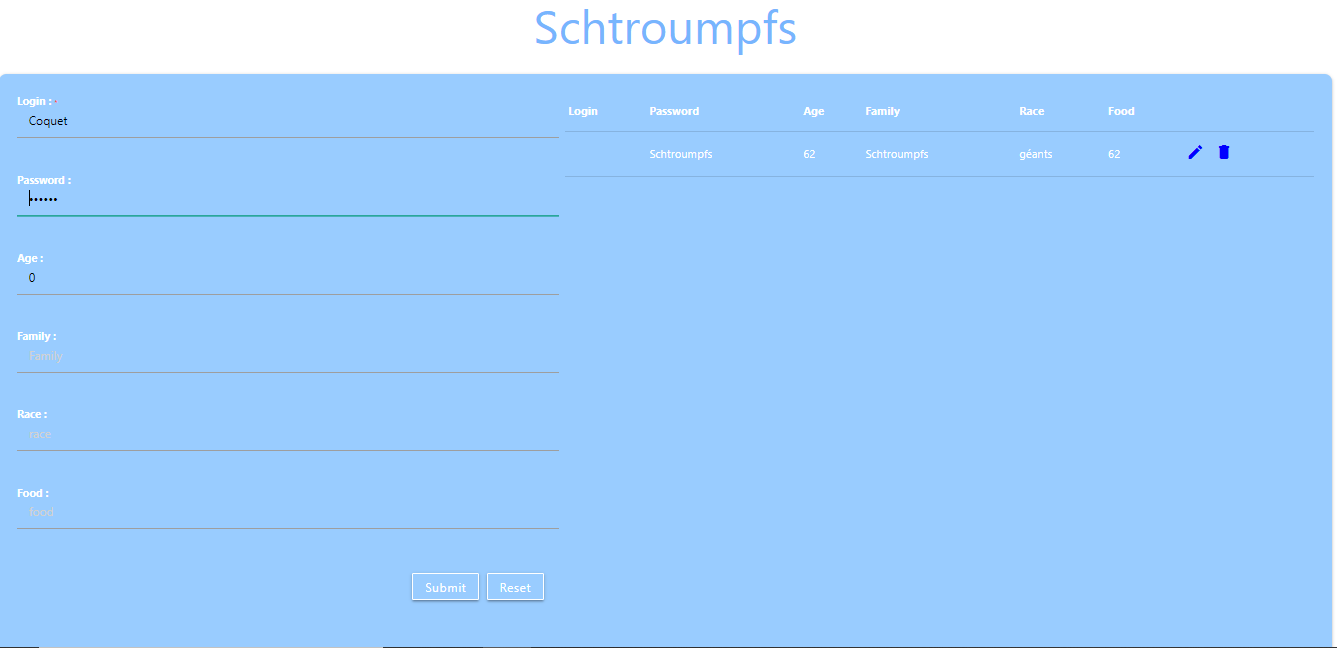 Schtroumpfs
Login : *
Coquet
Password :
••••••
Age :
0
Family :
Family
Race :
race
Food :
food
Submit Reset
Login Password Age Family Race Food
Schtroumpfs 62 Schtroumpfs géants 62